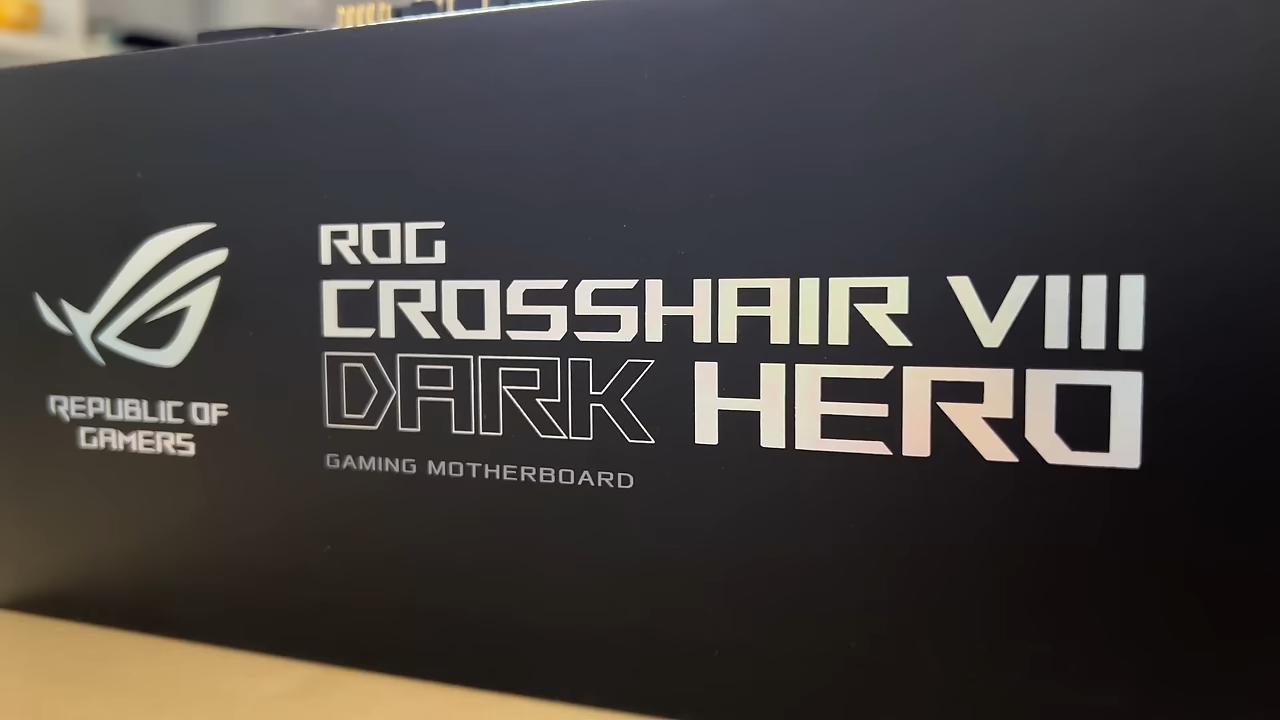 REPUBLIC OF
GAMERS
ROG
CROSSHAIR VIII
DARK HERO
GAMING MOTHERBOARD